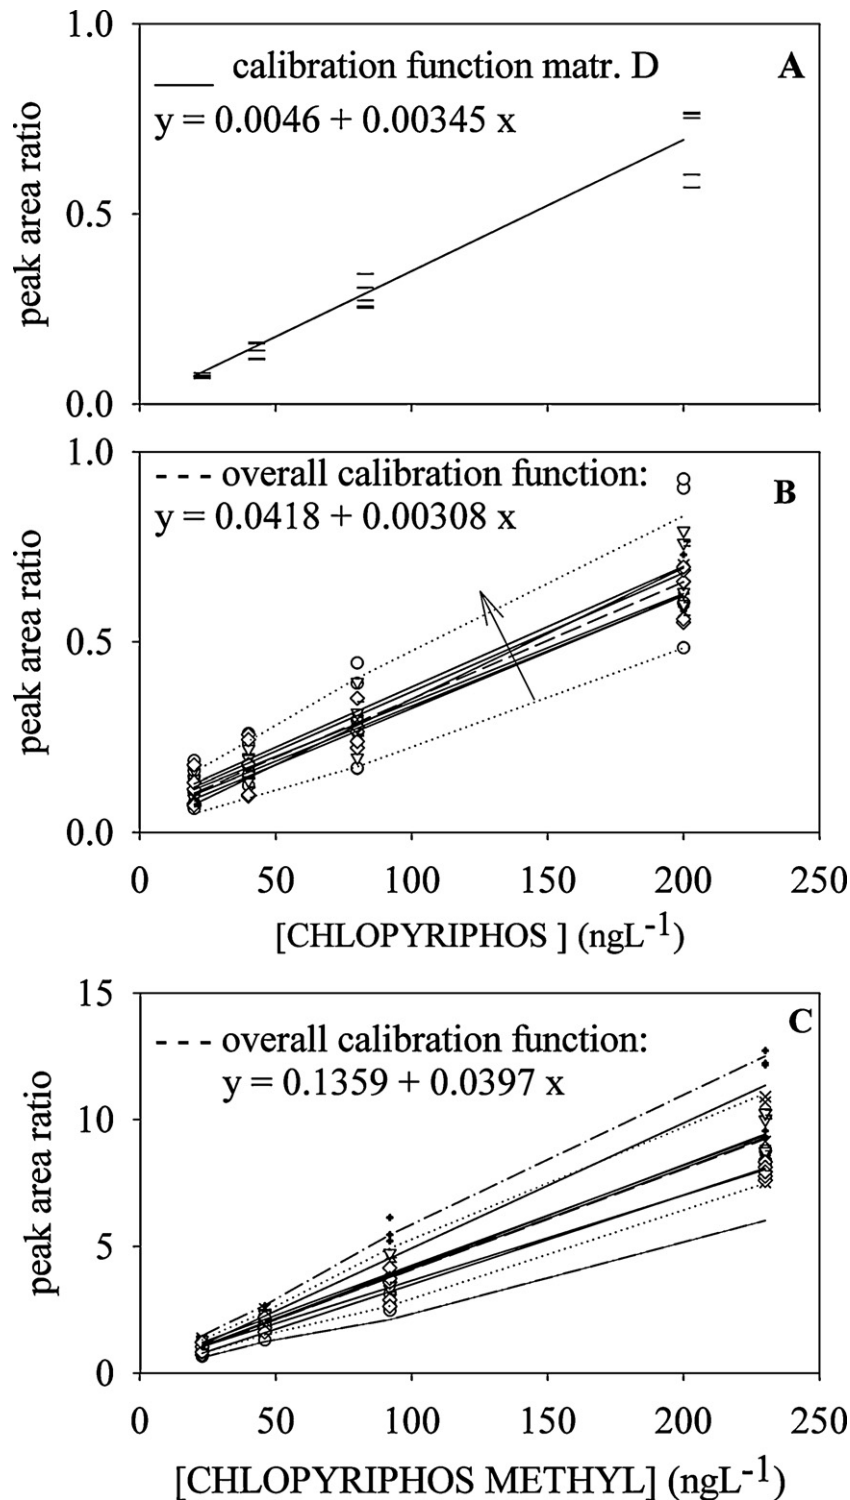 1.0
calibration function matr. D
A
y = 0.0046 + 0.00345 x
peak area ratio
0.5
0.0
1.0
- - - overall calibration function:
B
y = 0.0418 + 0.00308 x
peak area ratio
0.5
0.0
0 50 100 150 200 250
[CHLOPYRIPHOS ] (ngL-1)
15
C
- - - overall calibration function:
y = 0.1359 + 0.0397 x
10
peak area ratio
5
0
0 50 100 150 200 250
[CHLOPYRIPHOS METHYL] (ngL-1)